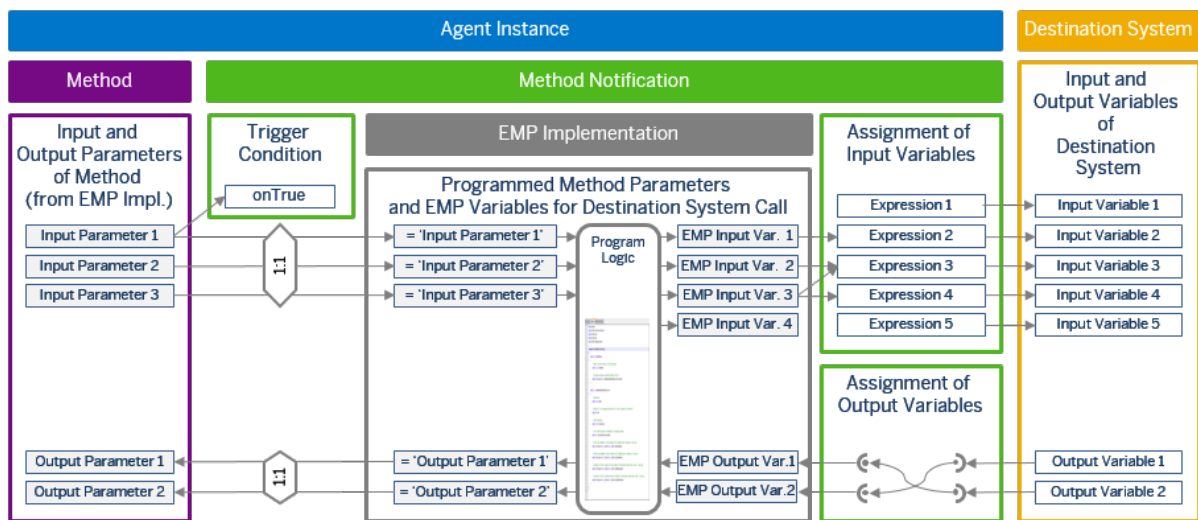 Agent Instance
Destination System
Method
Method Notification
Input and
Output Parameters
of Method
(from EMP Impl.)
Trigger
Condition
onTrue
EMP Implementation
Programmed Method Parameters
and EMP Variables for Destination System Call
Assignment of
Input Variables
Input and
Output Variables
of
Destination
System
Input Parameter 1
Input Parameter 2
Input Parameter 3
1:1
= 'Input Parameter 1'
= 'Input Parameter 2'
= 'Input Parameter 3'
Program
Logic
EMP Input Var. 1
EMP Input Var. 2
EMP Input Var. 3
EMP Input Var. 4
Expression 1
Expression 2
Expression 3
Expression 4
Expression 5
Input Variable 1
Input Variable 2
Input Variable 3
Input Variable 4
Input Variable 5
Assignment of
Output Variables
Output Parameter 1
Output Parameter 2
1:1
= 'Output Parameter 1'
= 'Output Parameter 2'
EMP Output Var.1
EMP Output Var.2
Output Variable 1
Output Variable 2